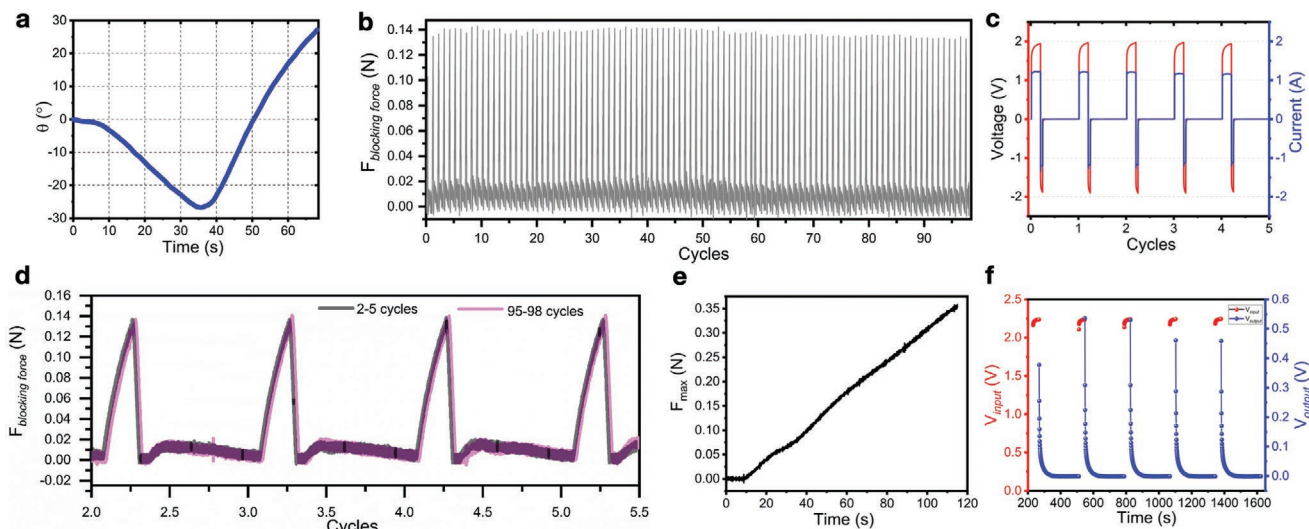 a
30
20
10
0
-10
-20
-30
θ (°)
0 10 20 30 40 50 60
Time (s)
b
0.14
0.12
0.10
0.08
0.06
0.04
0.02
0.00
F blocking force (N)
0 10 20 30 40 50 60 70 80 90
Cycles
c
2
1
0
-1
-2
Voltage (V)
2
1
0
-1
-2
Current (A)
0 1 2 3 4 5
Cycles
d
0.16
0.14
0.12
0.10
0.08
0.06
0.04
0.02
0.00
-0.02
F blocking force (N)
2-5 cycles
95-98 cycles
2.0 2.5 3.0 3.5 4.0 4.5 5.0 5.5
Cycles
e
0.35
0.30
0.25
0.20
0.15
0.10
0.05
0.00
Fmax (N)
0 20 40 60 80 100 120
Time (s)
f
2.5
2.0
1.5
1.0
0.5
0.0
Vinput (V)
Vinput
Voutput
0.6
0.5
0.4
0.3
0.2
0.1
0.0
Voutput (V)
200 400 600 800 1000 1200 1400 1600
Time (s)